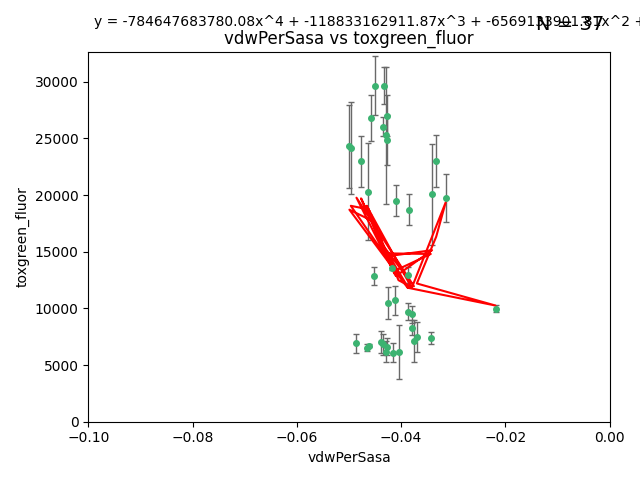 y = -784647683780.08x^4 + -118833162911.87x^3 + x^2 +
N = 37
vdwPerSasa vs toxgreen_fluor
30000
25000
20000
15000
10000
5000
0
toxgreen_fluor
−0.10 −0.08 −0.06 −0.04 −0.02 0.00
vdwPerSasa